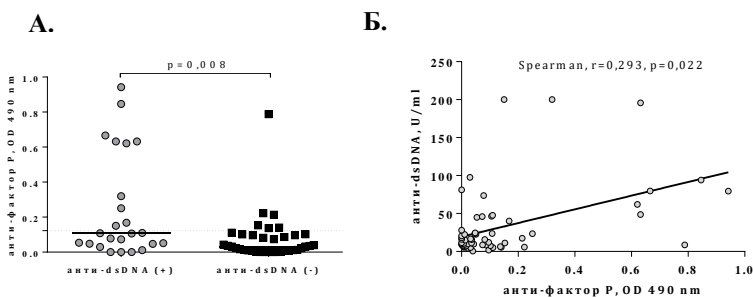 А.
Б.
p=0,008
анти-фактор P, OD 490 nm
1.0
0.8
0.6
0.4
0.2
0.0
анти-dsDNA (+)
анти-dsDNA (-)
Spearman, r=0,293, p=0,022
анти-dsDNA, U/ml
250
200
150
100
50
0
0.0
0.2
0.4
0.6
0.8
1.0
анти-фактор P, OD 490 nm